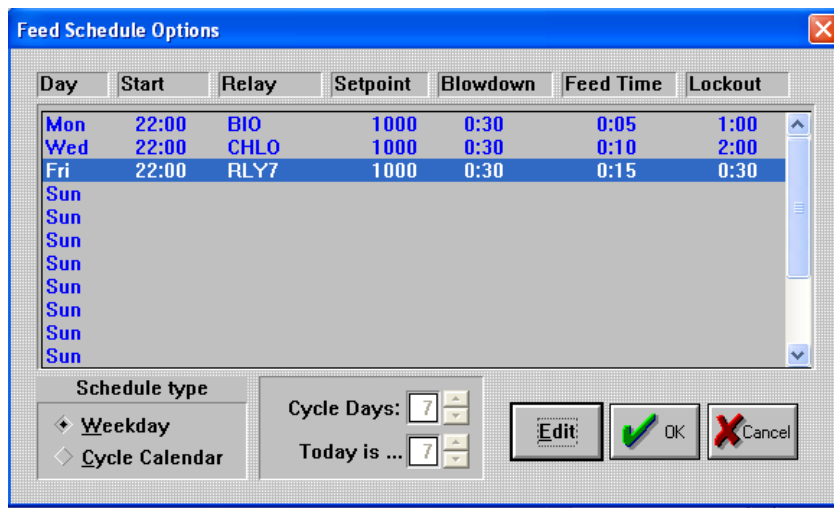 Feed Schedule Options
Day Start Relay Setpoint Blowdown Feed Time Lockout
Mon 22:00 BIO 1000 0:30 0:05 1:00
Wed 22:00 CHLO 1000 0:30 0:10 2:00
Fri 22:00 RLY7 1000 0:30 0:15 0:30
Sun
Sun
Sun
Sun
Sun
Sun
Sun
Sun
Schedule type
Weekday
Cycle Calendar
Cycle Days: 7
Today is ... 7
Edit OK Cancel